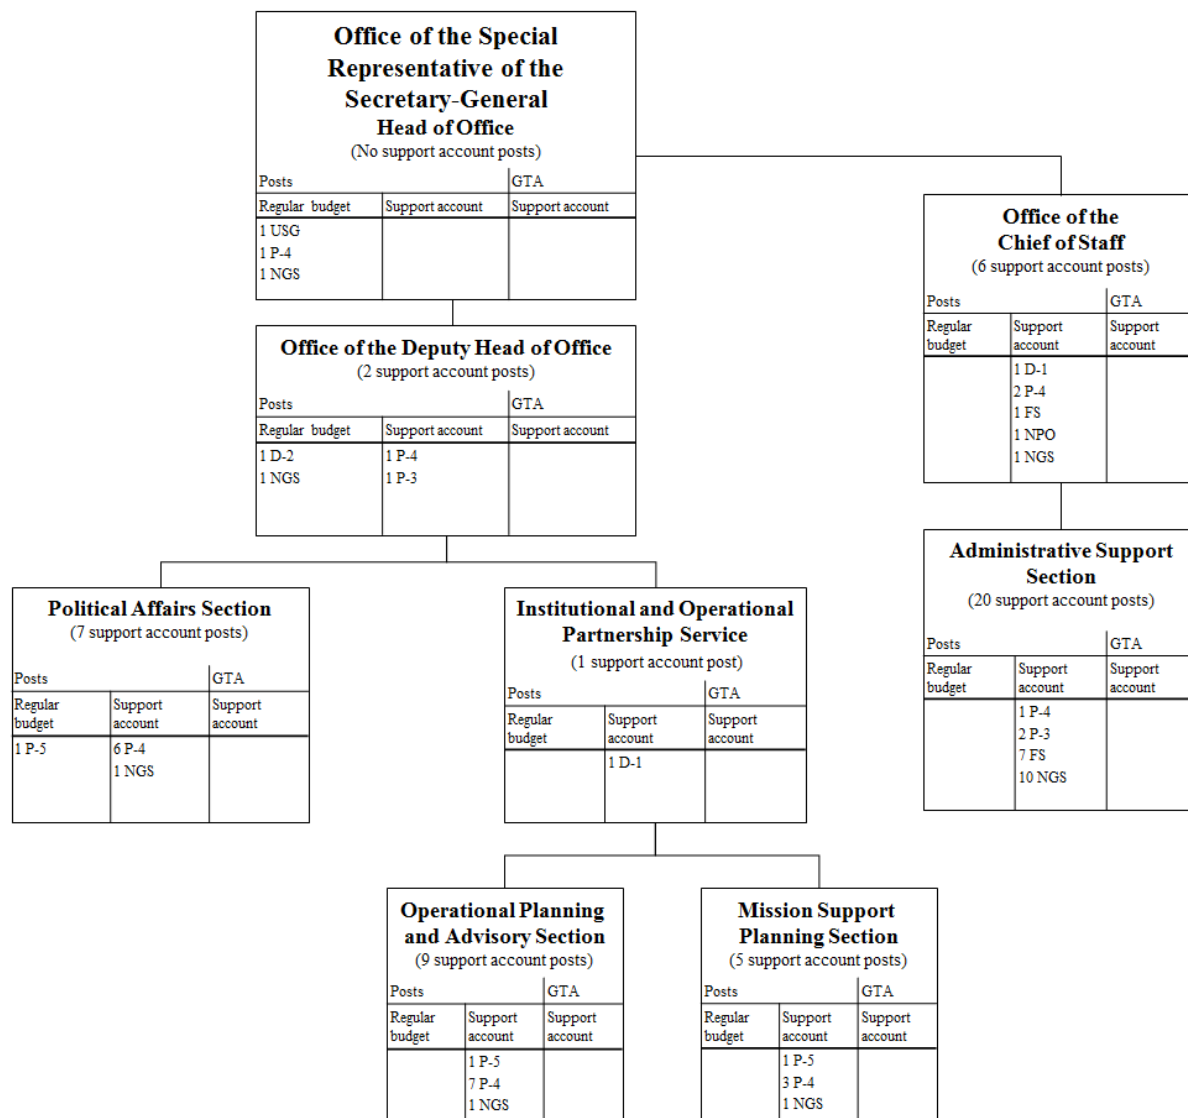 Office of the Special
Representative of the
Secretary-General
Head of Office
(No support account posts)
Posts GTA
Regular budget Support account Support account
1 USG
1 P-4
1 NGS
Office of the Deputy Head of Office
(2 support account posts)
Posts GTA
Regular budget Support account Support account
1 D-2 1 P-4
1 NGS 1 P-3
Office of the
Chief of Staff
(6 support account posts)
Posts GTA
Regular Support Support
budget account account
1 D-1
2 P-4
1 FS
1 NPO
1 NGS
Administrative Support
Section
(20 support account posts)
Posts GTA
Regular Support Support
budget account account
1 P-4
2 P-3
7 FS
10 NGS
Political Affairs Section
(7 support account posts)
Posts GTA
Regular Support Support
budget account account
1 P-5 6 P-4
1 NGS
Institutional and Operational
Partnership Service
(1 support account post)
Posts GTA
Regular Support Support
budget account account
1 D-1
Operational Planning
and Advisory Section
(9 support account posts)
Posts GTA
Regular Support Support
budget account account
1 P-5
7 P-4
1 NGS
Mission Support
Planning Section
(5 support account posts)
Posts GTA
Regular Support Support
budget account account
1 P-5
3 P-4
1 NGS